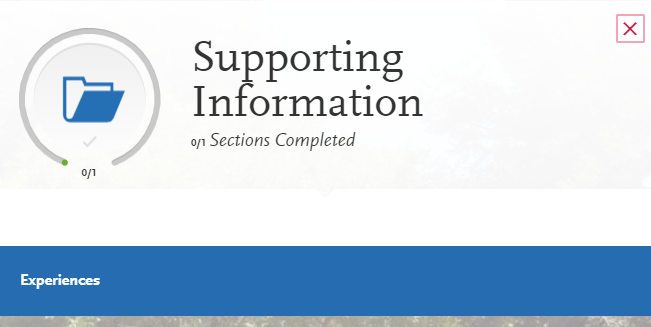 Supporting
Information
0/1 Sections Completed
0/1
Experiences